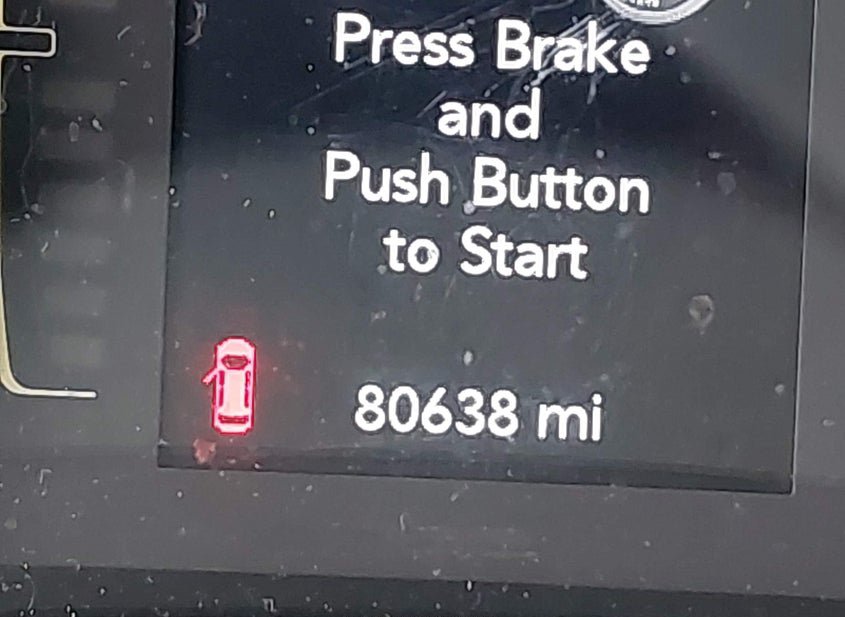 Press Brake
and
Push Button
to Start
80638 mi